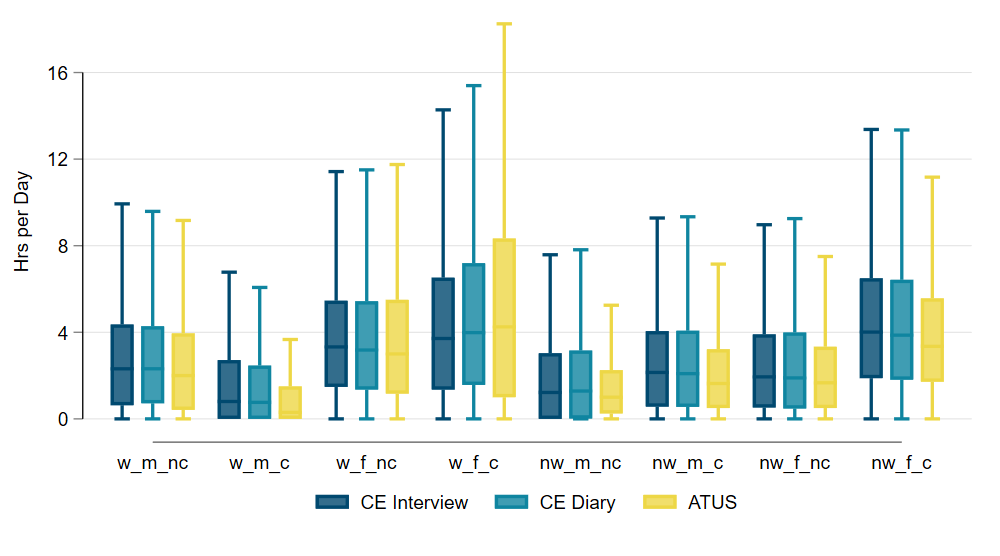 Hrs per Day
16
12
8
4
0
w_m_nc w_m_c w_f_nc w_f_c nw_m_nc nw_m_c nw_f_nc nw_f_c
CE Interview CE Diary ATUS